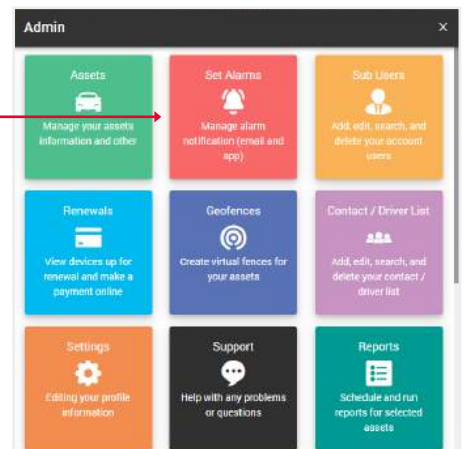 Admin
x
Assets
Manage your assets
information and other
Set Alarms
Manage alarm
notification (email and
app)
Sub Users
Add, edit, search, and
delete your account
users
Renewals
View devices up for
renewal and make a
payment online
Geofences
Create virtual fences for
your assets
Contact / Driver List
Add, edit, search, and
delete your contact /
driver list
Settings
Editing your profile
information
Support
Help with any problems
or questions
Reports
Schedule and run
reports for selected
assets